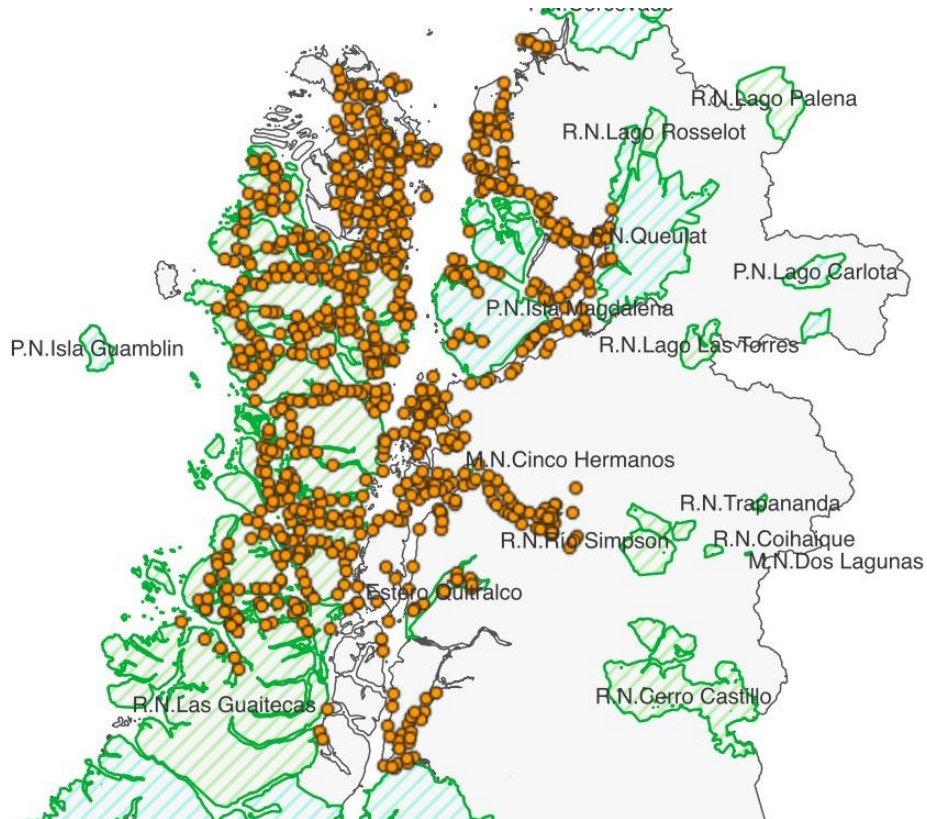 P.N.Corcovado
R.N.Lago Palena
R.N.Lago Rosselot
P.N.Queulat
P.N.Lago Carlota
P.N.Isla Magdalena
R.N.Lago Las Torres
P.N.Isla Guamblin
M.N.Cinco Hermanos
R.N.Trapananda
R.N.Río Simpson
R.N.Coihaique
M.N.Dos Lagunas
Estero Quitralco
R.N.Cerro Castillo
R.N.Las Guaitecas